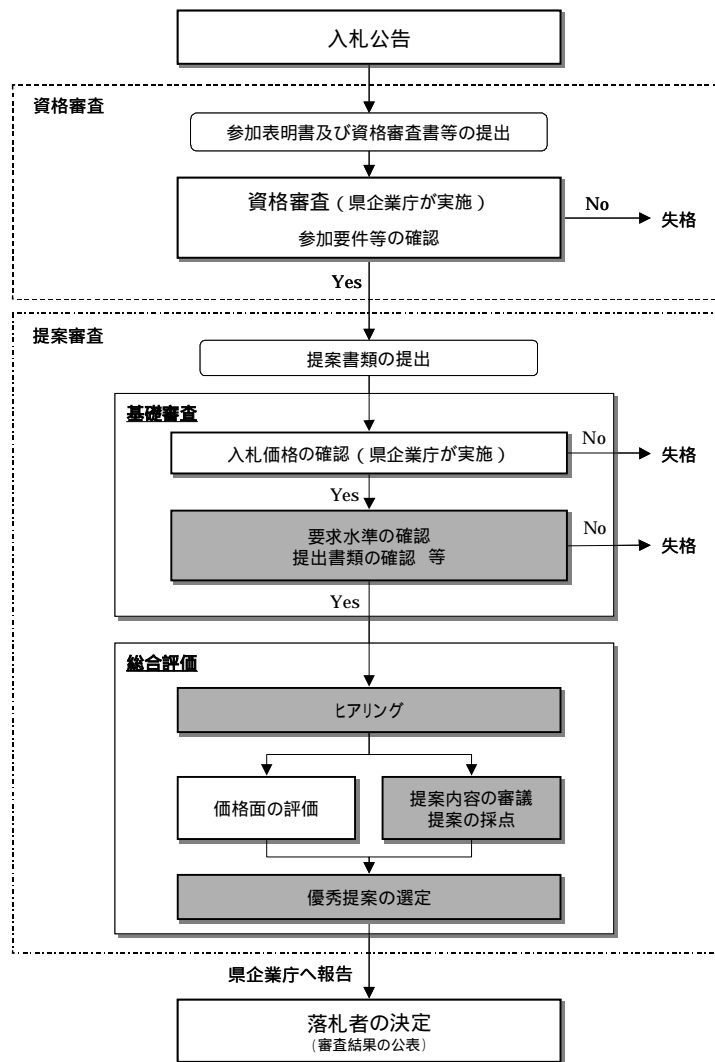 入札公告
資格審査
参加表明書及び資格審査書等の提出
資格審査（県企業庁が実施）
参加要件等の確認
No
失格
Yes
提案審査
提案書類の提出
基礎審査
入札価格の確認（県企業庁が実施）
No
失格
Yes
要求水準の確認
提出書類の確認 等
No
失格
Yes
総合評価
ヒアリング
価格面の評価
提案内容の審議
提案の採点
優秀提案の選定
県企業庁へ報告
落札者の決定
（審査結果の公表）